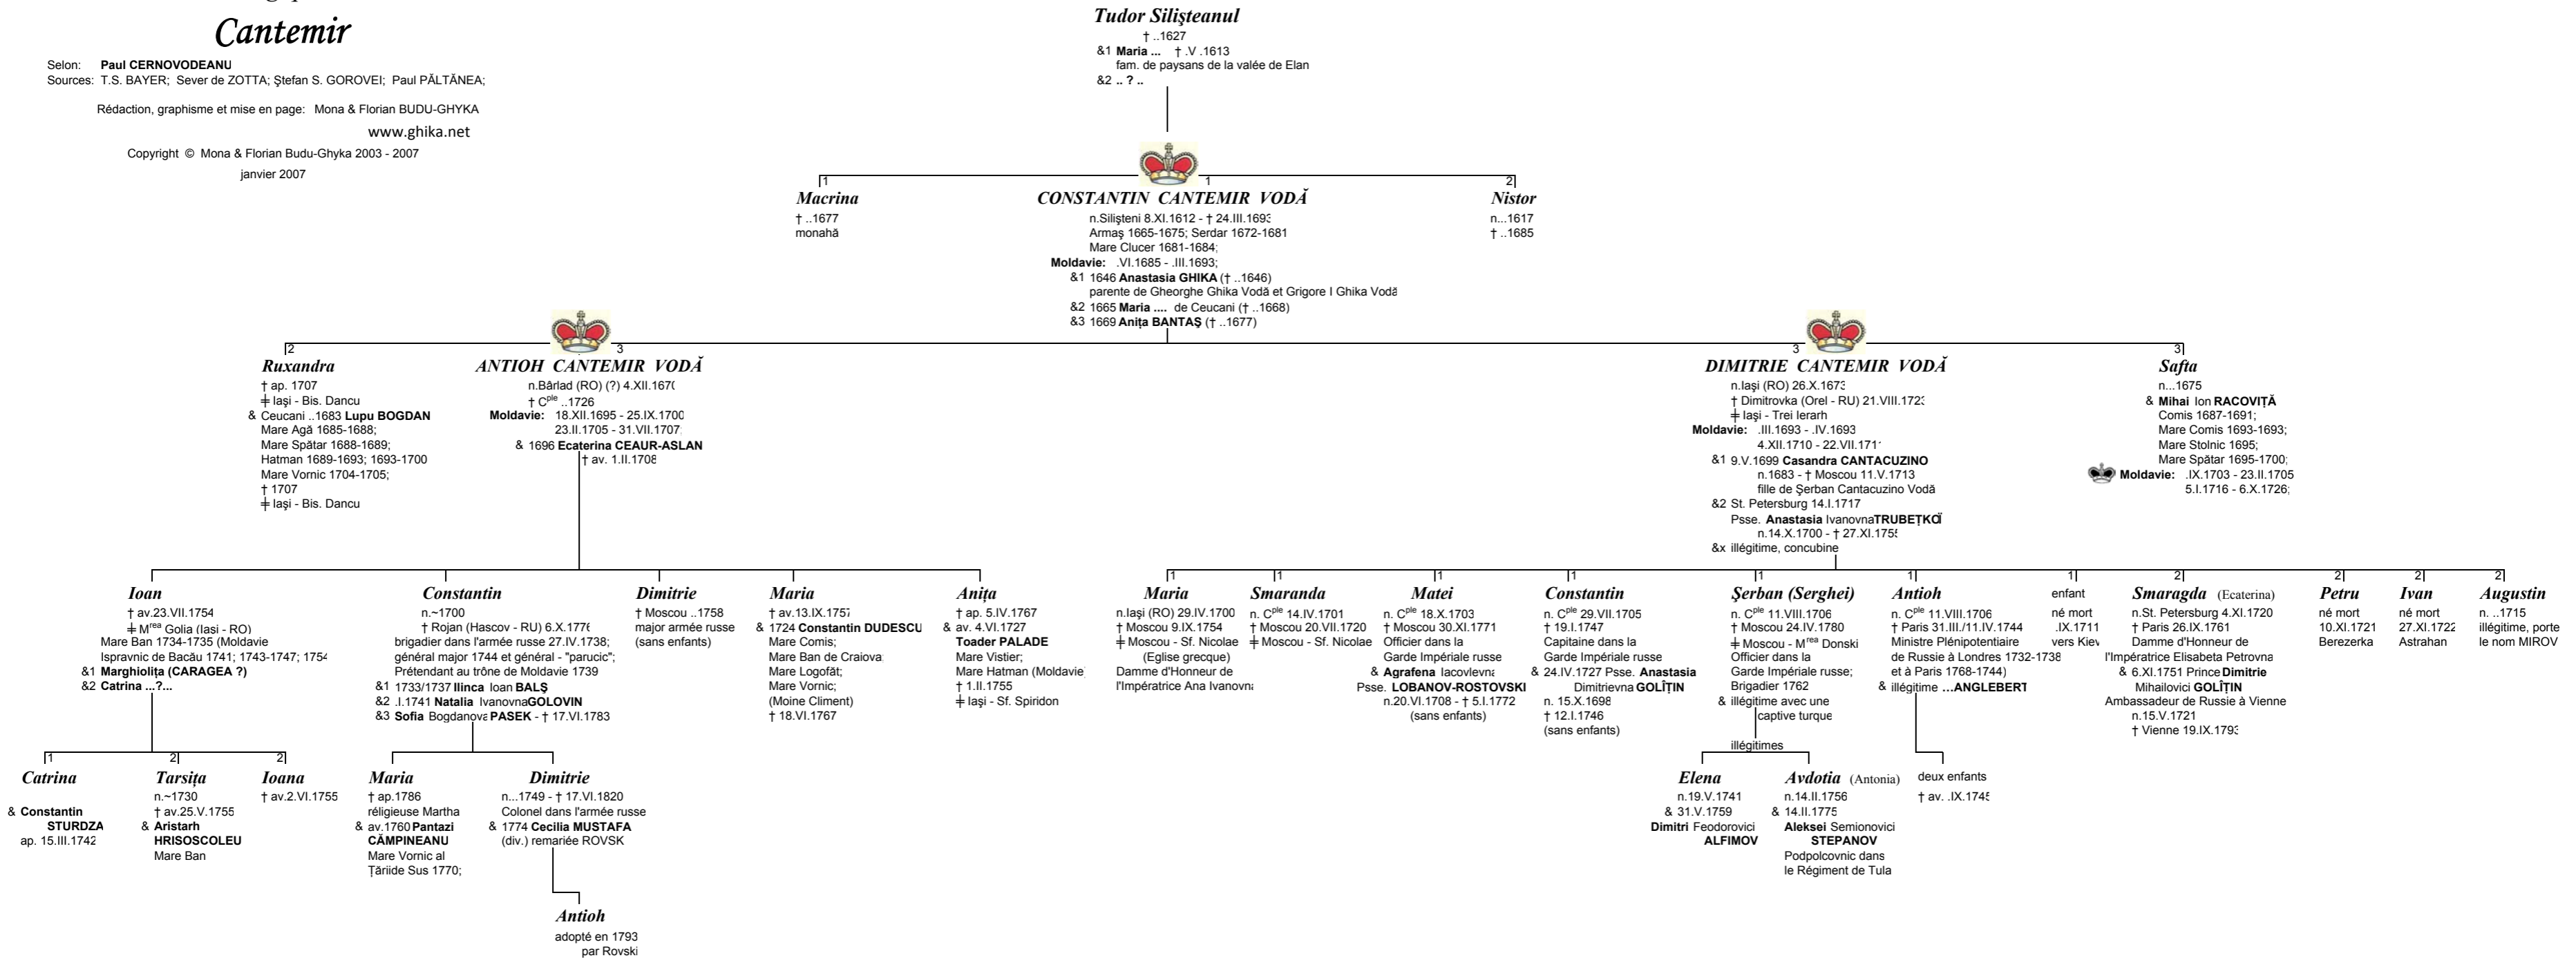 Cantemir
Selon: Paul CERNOVODEANU
Sources: T.S. BAYER; Sever de ZOTTA; Ştefan S. GOROVEI; Paul PĂLTĂNEA;
Rédaction, graphisme et mise en page: Mona & Florian BUDU-GHYKA
www.ghika.net
Copyright © Mona & Florian Budu-Ghyka 2003 - 2007
janvier 2007
Tudor Silişteanul
† ..1627
&1 Maria ... † .V .1613
fam. de paysans de la valée de Elan
&2 .. ? ..
1
Macrina
† ..1677
monahă
1
CONSTANTIN CANTEMIR VODĂ
n.Silişteni 8.XI.1612 - † 24.III.1693
Armaş 1665-1675; Serdar 1672-1681
Mare Clucer 1681-1684;
Moldavie: .VI.1685 - .III.1693;
&1 1646 Anastasia GHIKA († ..1646)
parente de Gheorghe Ghika Vodă et Grigore I Ghika Vodă
&2 1665 Maria .... de Ceucani († ..1668)
&3 1669 Aniţa BANTAŞ († ..1677)
2
Nistor
n...1617
† ..1685
2
Ruxandra
† ap. 1707
╪ Iaşi - Bis. Dancu
& Ceucani ..1683 Lupu BOGDAN
Mare Agă 1685-1688;
Mare Spătar 1688-1689;
Hatman 1689-1693; 1693-1700
Mare Vornic 1704-1705;
† 1707
╪ Iaşi - Bis. Dancu
3
ANTIOH CANTEMIR VODĂ
n.Bârlad (RO) (?) 4.XII.1670
† Cple ..1726
Moldavie: 18.XII.1695 - 25.IX.1700
23.II.1705 - 31.VII.1707
& 1696 Ecaterina CEAUR-ASLAN
† av. 1.II.1708
3
DIMITRIE CANTEMIR VODĂ
n.Iaşi (RO) 26.X.1673
† Dimitrovka (Orel - RU) 21.VIII.1723
╪ Iaşi - Trei Ierarh
Moldavie: .III.1693 - .IV.1693
4.XII.1710 - 22.VII.171
&1 9.V.1699 Casandra CANTACUZINO
n.1683 - † Moscou 11.V.1713
fille de Şerban Cantacuzino Vodă
&2 St. Petersburg 14.I.1717
Psse. Anastasia Ivanovna TRUBEŢKOÏ
n.14.X.1700 - † 27.XI.1755
&x illégitime, concubine
3
Safta
n...1675
& Mihai Ion RACOVIŢĂ
Comis 1687-1691;
Mare Comis 1693-1693;
Mare Stolnic 1695;
Mare Spătar 1695-1700;
Moldavie: .IX.1703 - 23.II.1705
5.I.1716 - 6.X.1726;
Ioan
† av.23.VII.1754
╪ Mrea Golia (Iasi - RO)
Mare Ban 1734-1735 (Moldavie
Ispravnic de Bacău 1741; 1743-1747; 1754
&1 Marghioliţa (CARAGEA ?)
&2 Catrina ...?...
Constantin
n.~1700
† Rojan (Hascov - RU) 6.X.1776
brigadier dans l'armée russe 27.IV.1738;
général major 1744 et général - "parucic";
Prétendant au trône de Moldavie 1739
&1 1733/1737 Ilinca Ioan BALŞ
&2 .I.1741 Natalia Ivanovna GOLOVIN
&3 Sofia Bogdanova PASEK - † 17.VI.1783
Dimitrie
† Moscou ..1758
major armée russe
(sans enfants)
Maria
† av.13.IX.1757
& 1724 Constantin DUDESCU
Mare Comis;
Mare Ban de Craiova
Mare Logofăt;
Mare Vornic;
(Moine Climent)
† 18.VI.1767
Aniţa
† ap. 5.IV.1767
& av. 4.VI.1727
Toader PALADE
Mare Vistier;
Mare Hatman (Moldavie
† 1.II.1755
╪ Iaşi - Sf. Spiridon
1
Maria
n.Iaşi (RO) 29.IV.1700
† Moscou 9.IX.1754
╪ Moscou - Sf. Nicolae
(Eglise grecque)
Damme d'Honneur de
l'Impératrice Ana Ivanovna
1
Smaranda
n. Cple 14.IV.1701
† Moscou 20.VII.1720
╪ Moscou - Sf. Nicolae
1
Matei
n. Cple 18.X.1703
† Moscou 30.XI.1771
Officier dans la
Garde Impériale russe
& Agrafena Iacovlevna
Psse. LOBANOV-ROSTOVSKI
n.20.VI.1708 - † 5.I.1772
(sans enfants)
1
Constantin
n. Cple 29.VII.1705
† 19.I.1747
Capitaine dans la
Garde Impériale russe
& 24.IV.1727 Psse. Anastasia
Dimitrievna GOLÎŢIN
n. 15.X.1698
† 12.I.1746
(sans enfants)
1
Şerban (Serghei)
n. Cple 11.VIII.1706
† Moscou 24.IV.1780
╪ Moscou - Mrea Donski
Officier dans la
Garde Impériale russe;
Brigadier 1762
& illégitime avec une
captive turque
illégitimes
1
Antioh
n. Cple 11.VIII.1706
† Paris 31.III./11.IV.1744
Ministre Plénipotentiaire
de Russie à Londres 1732-1738
et à Paris 1768-1744)
& illégitime ...ANGLEBERT
1
enfant
né mort
.IX.1711
vers Kiev
2
Smaragda (Ecaterina)
n.St. Petersburg 4.XI.1720
† Paris 26.IX.1761
Damme d'Honneur de
l'Impératrice Elisabeta Petrovna
& 6.XI.1751 Prince Dimitrie
Mihailovici GOLÎŢIN
Ambassadeur de Russie à Vienne
n.15.V.1721
† Vienne 19.IX.1793
2
Petru
né mort
10.XI.1721
Berezerka
2
Ivan
né mort
27.XI.1722
Astrahan
2
Augustin
n. ..1715
illégitime, porte
le nom MIROV
1
Catrina
& Constantin
STURDZA
ap. 15.III.1742
2
Tarsiţa
n.~1730
† av.25.V.1755
& Aristarh
HRISOSCOLEU
Mare Ban
2
Ioana
† av.2.VI.1755
Maria
† ap.1786
réligieuse Martha
& av.1760 Pantazi
CĂMPINEANU
Mare Vornic al
Ţăriide Sus 1770;
Dimitrie
n...1749 - † 17.VI.1820
Colonel dans l'armée russe
& 1774 Cecilia MUSTAFA
(div.) remariée ROVSK
Elena
n.19.V.1741
& 31.V.1759
Dimitri Feodorovici
ALFIMOV
Avdotia (Antonia)
n.14.II.1756
& 14.II.1775
Aleksei Semionovici
STEPANOV
Podpolcovnic dans
le Régiment de Tula
deux enfants
† av. .IX.1745
Antioh
adopté en 1793
par Rovski